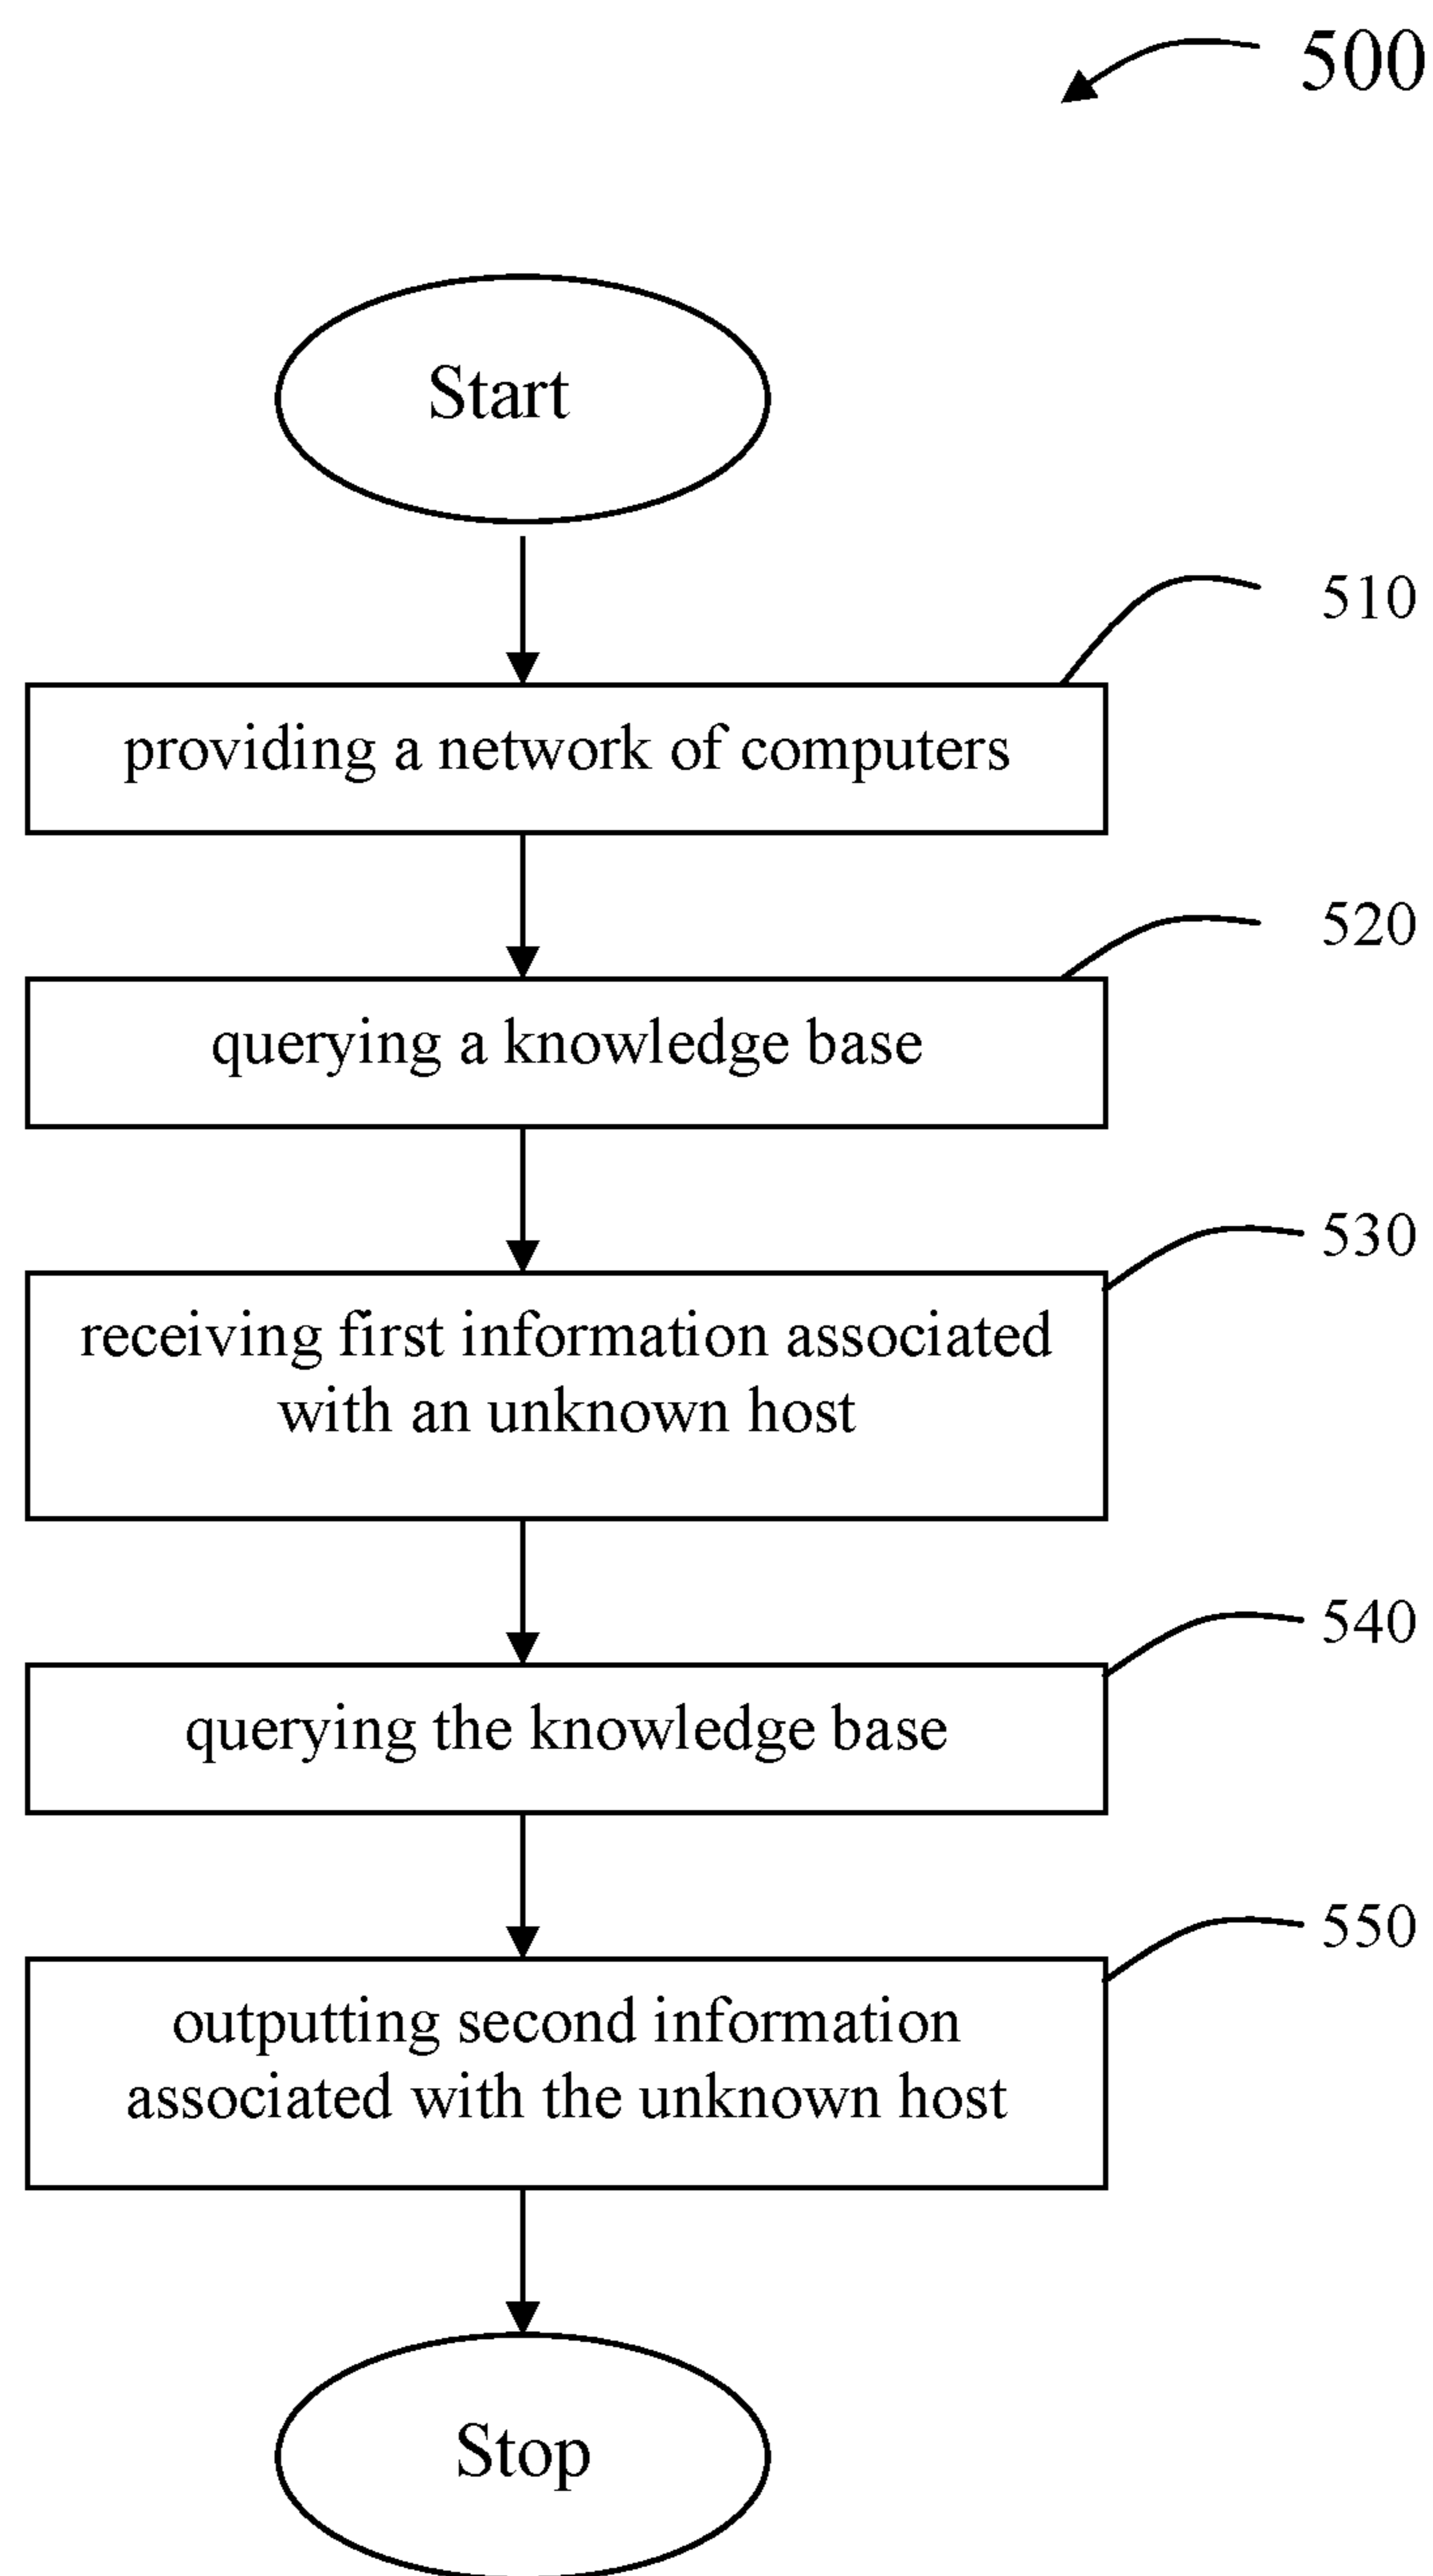 500
Start
510
providing a network of computers
520
querying a knowledge base
530
receiving first information associated
with an unknown host
540
querying the knowledge base
550
outputting second information
associated with the unknown host
Stop